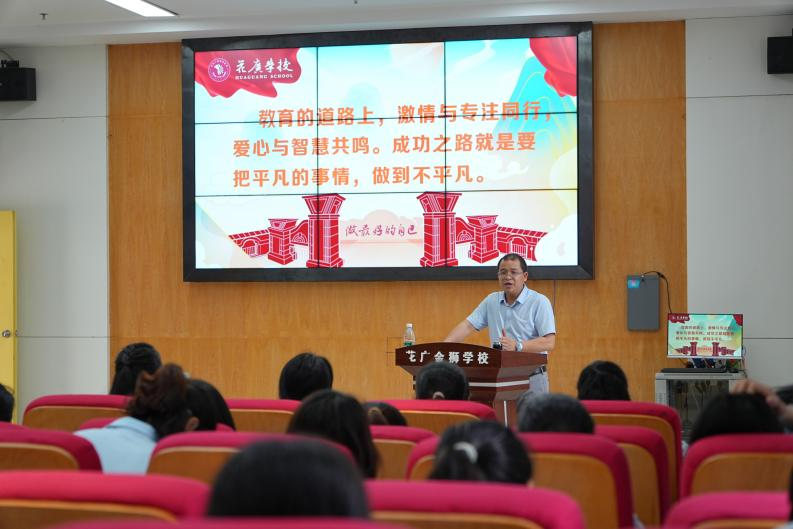 花廣學校
HUAGUANG SCHOOL
教育的道路上，激情与专注同行，
爱心与智慧共鸣。成功之路就是要
把平凡的事情，做到不平凡。
做最好的自己
花广金狮学校